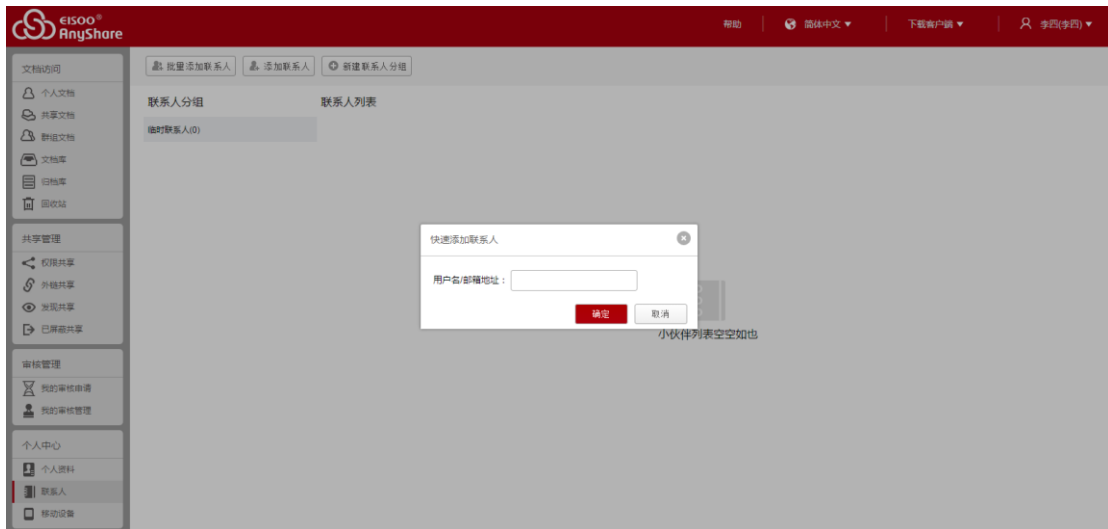 EISOO®
AnyShare
帮助
简体中文 ▼
下载客户端 ▼
李四(李四) ▼
文档访问
个人文档
共享文档
群组文档
文档库
归档库
回收站
共享管理
权限共享
外链共享
发现共享
已屏蔽共享
审核管理
我的审核申请
我的审核管理
个人中心
个人资料
联系人
移动设备
批量添加联系人 添加联系人 新建联系人分组
联系人分组
临时联系人(0)
联系人列表
快速添加联系人
用户名/邮箱地址：
确定 取消
小伙伴列表空空如也